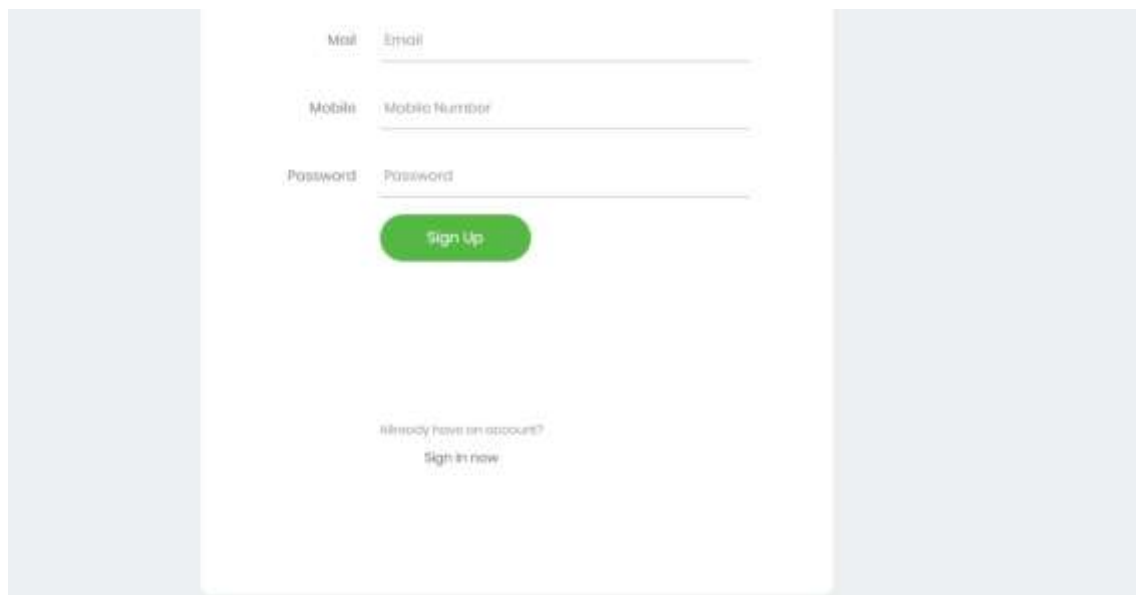 Mail Email
Mobile Mobile Number
Password Password
Sign Up
Already have an account?
Sign in now